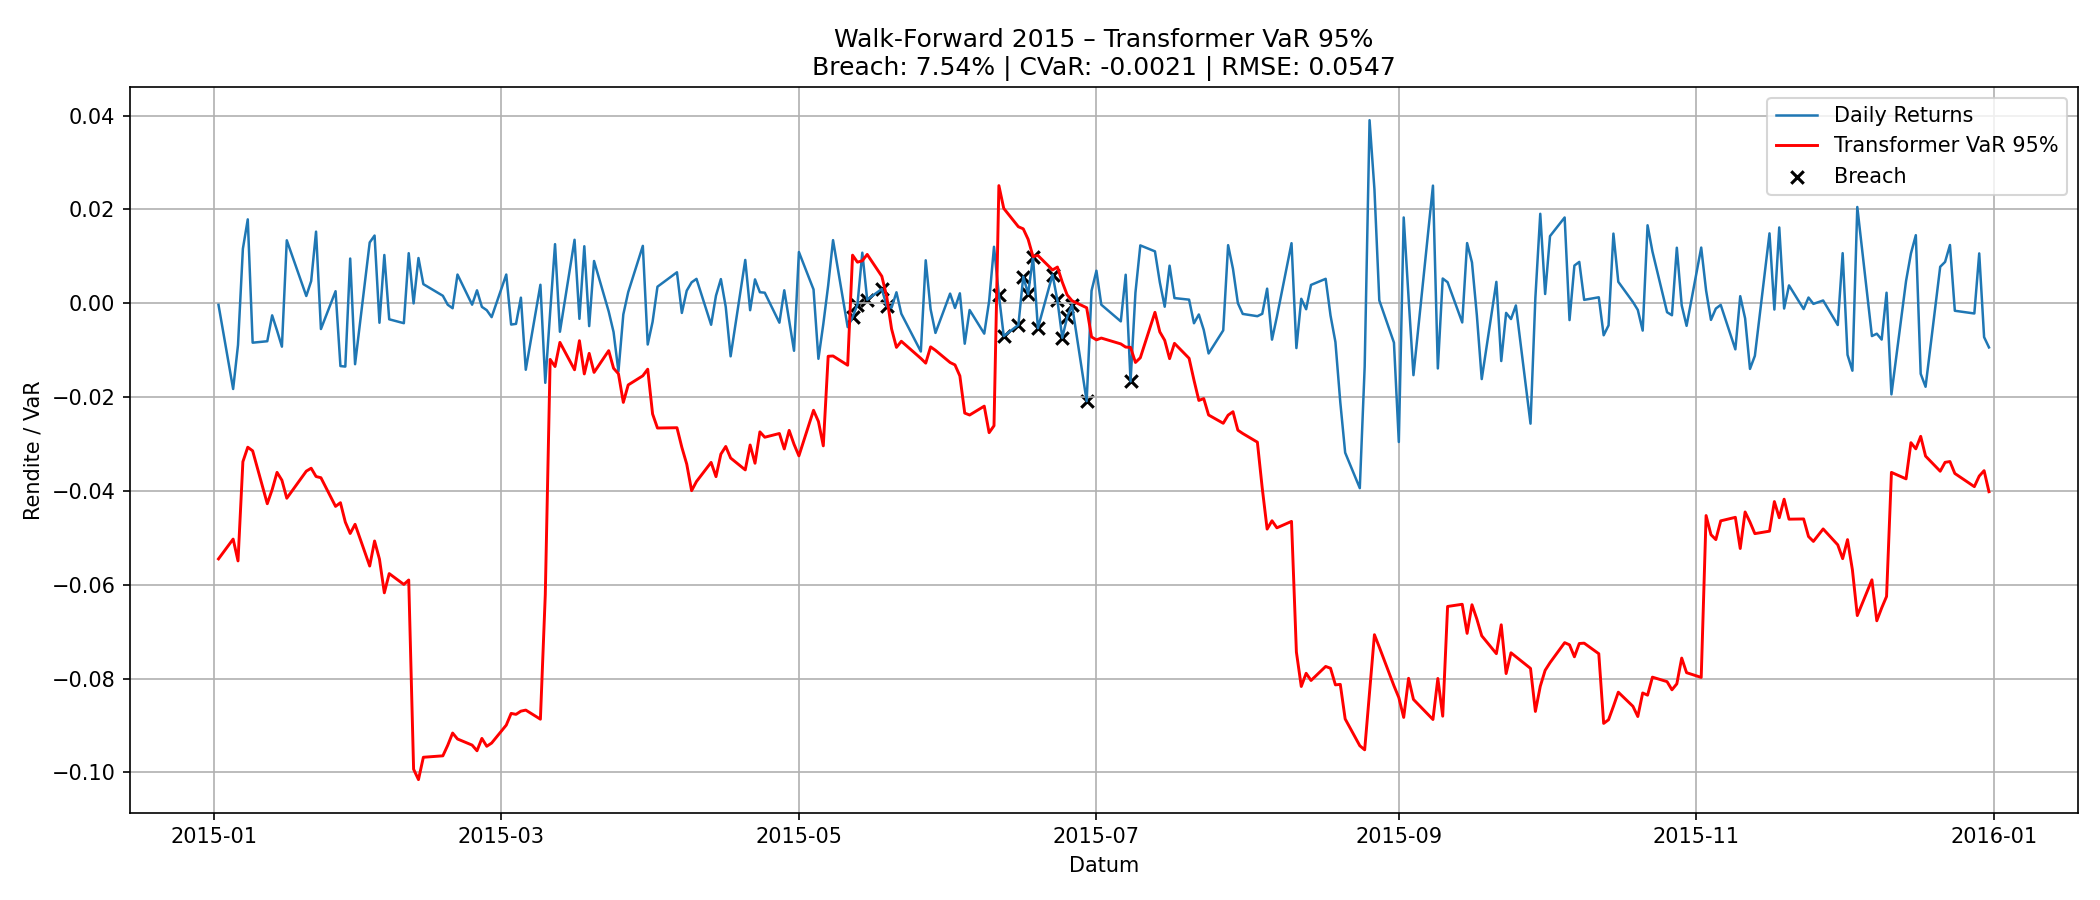 Walk-Forward 2015 – Transformer VaR 95%
Breach: 7.54% | CVaR: -0.0021 | RMSE: 0.0547
Daily Returns
Transformer VaR 95%
Breach
Rendite / VaR
0.04
0.02
0.00
−0.02
−0.04
−0.06
−0.08
−0.10
2015-01
2015-03
2015-05
2015-07
2015-09
2015-11
2016-01
Datum